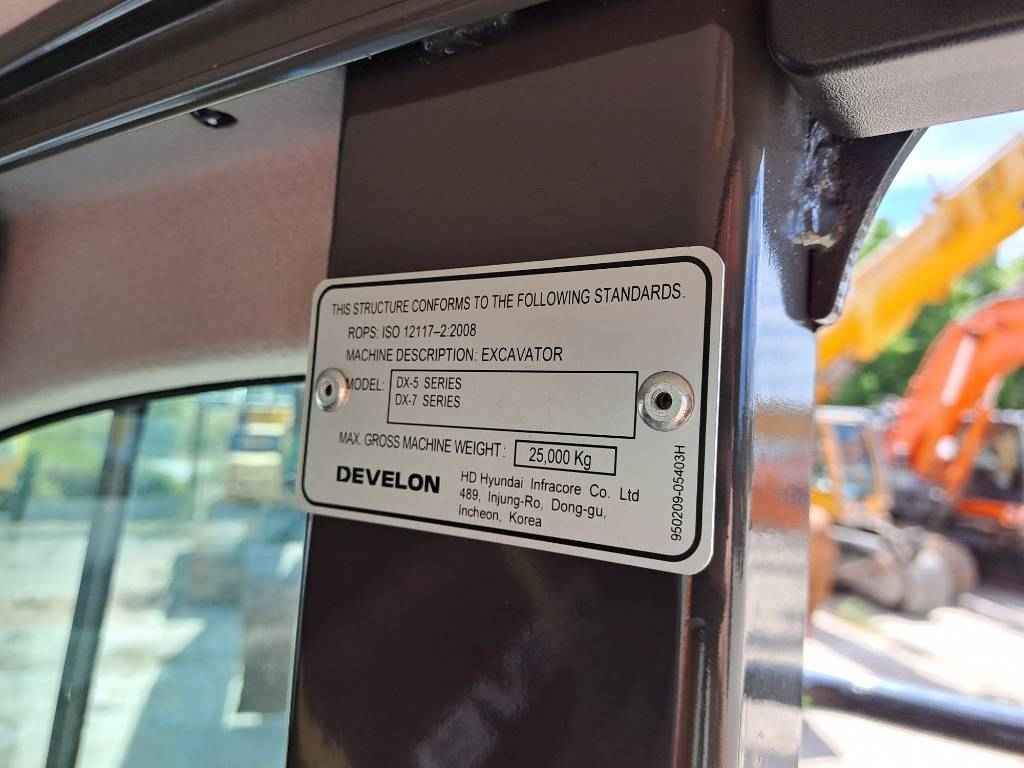 THIS STRUCTURE CONFORMS TO THE FOLLOWING STANDARDS.
ROPS: ISO 12117–2:2008
MACHINE DESCRIPTION: EXCAVATOR
MODEL: DX-5 SERIES
DX-7 SERIES
MAX. GROSS MACHINE WEIGHT: 25,000 Kg
DEVELON
HD Hyundai Infracore Co. Ltd
489, Injung-Ro, Dong-gu,
Incheon, Korea
950209-05403H